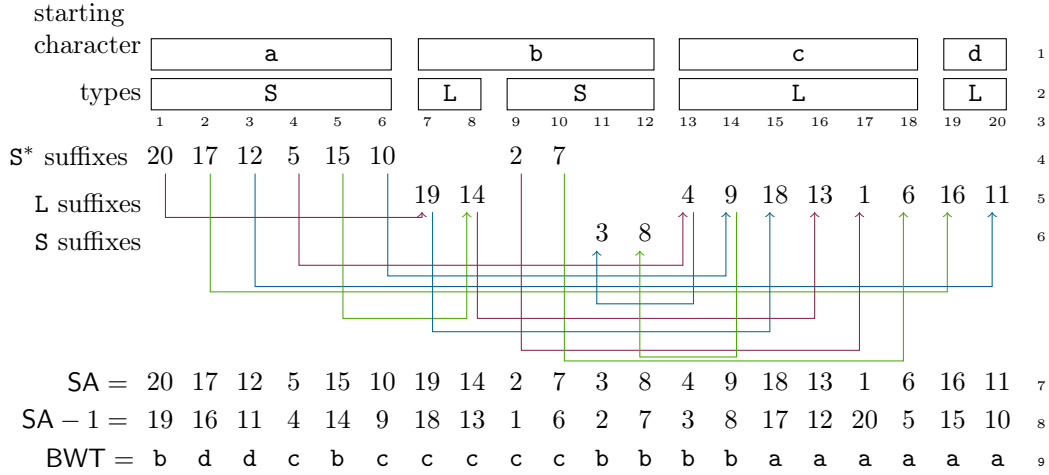 starting
character a b c d 1
types S L S L L 2
1 2 3 4 5 6 7 8 9 10 11 12 13 14 15 16 17 18 19 20 3
S* suffixes 20 17 12 5 15 10 2 7 4
L suffixes 19 14 4 9 18 13 1 6 16 11 5
S suffixes 3 8 6
SA = 20 17 12 5 15 10 19 14 2 7 3 8 4 9 18 13 1 6 16 11 7
SA − 1 = 19 16 11 4 14 9 18 13 1 6 2 7 3 8 17 12 20 5 15 10 8
BWT = b d d c b c c c c c b b b b a a a a a a 9